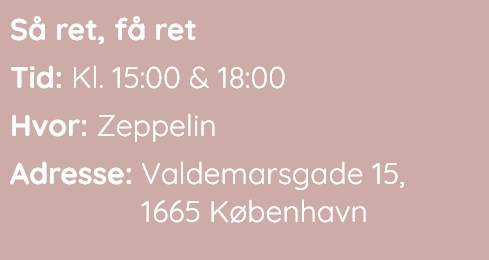 Så ret, få ret
Tid: Kl. 15:00 & 18:00
Hvor: Zeppelin
Adresse: Valdemarsgade 15,
1665 København